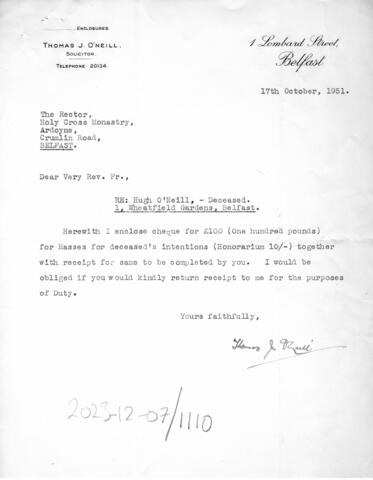 ENCLOSURES
THOMAS J. O'NEILL.
SOLICITOR.
TELEPHONE 20134.
1 Lombard Street,
Belfast
17th October, 1951.
The Rector,
Holy Cross Monastry,
Ardoyne,
Crumlin Road,
BELFAST.
Dear Very Rev. Fr.,
RE: Hugh O'Neill, - Deceased.
1, Wheatfield Gardens, Belfast.
Herewith I enclose cheque for £100 (One hundred pounds)
for Masses for deceased's intentions (Honorarium 10/-) together
with receipt for same to be completed by you. I would be
obliged if you would kindly return receipt to me for the purposes
of Duty.
Yours faithfully,
Thomas J O'Neill
2023-12-07/1110